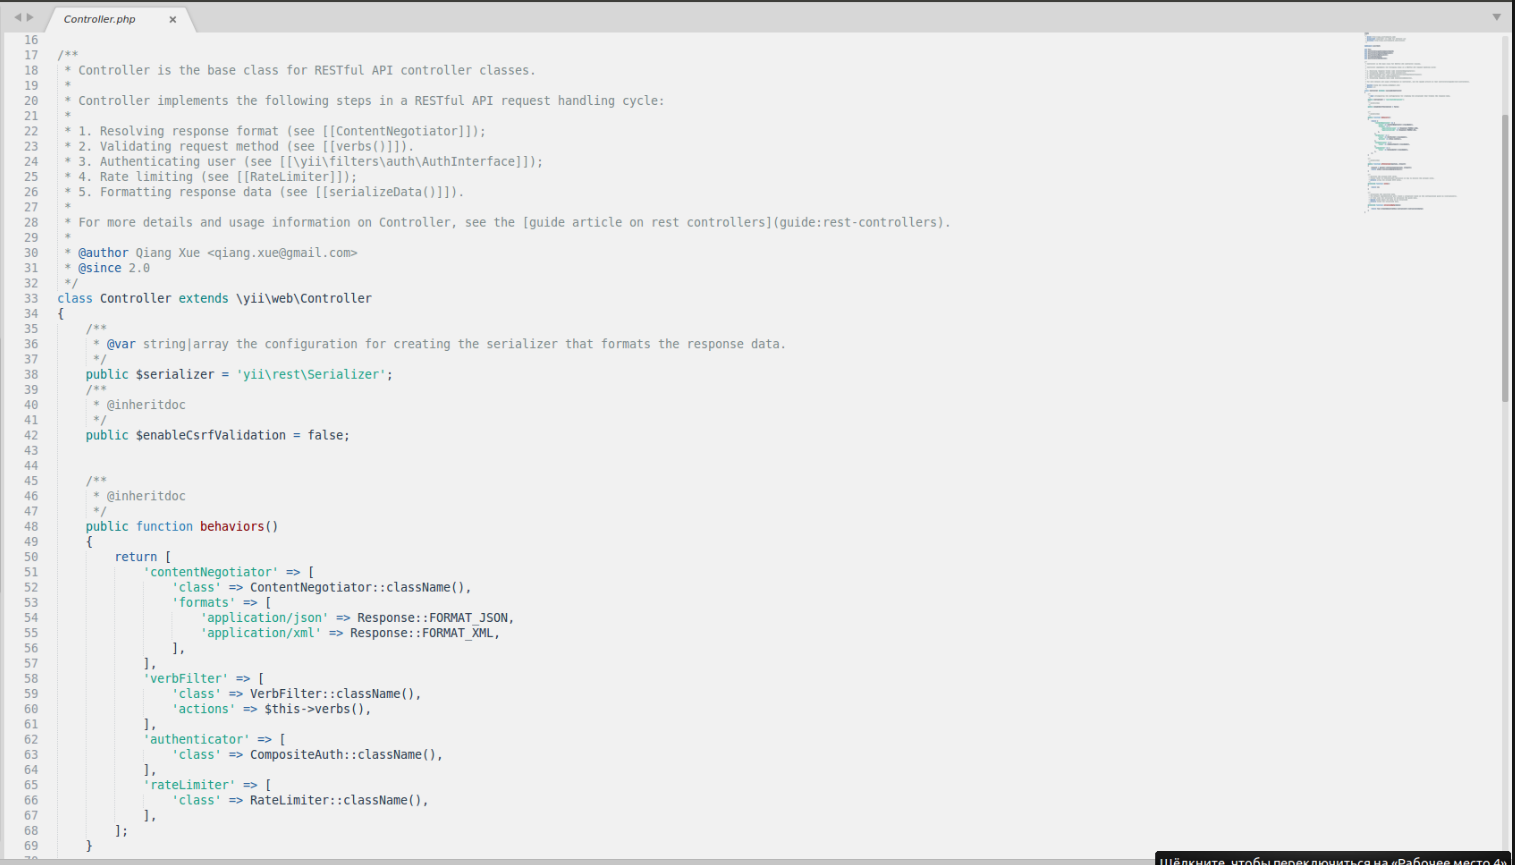 Controller.php ×
16
17 /**
18  * Controller is the base class for RESTful API controller classes.
19  *
20  * Controller implements the following steps in a RESTful API request handling cycle:
21  *
22  * 1. Resolving response format (see [[ContentNegotiator]]);
23  * 2. Validating request method (see [[verbs()]]).
24  * 3. Authenticating user (see [[\yii\filters\auth\AuthInterface]]);
25  * 4. Rate limiting (see [[RateLimiter]]);
26  * 5. Formatting response data (see [[serializeData()]]).
27  *
28  * For more details and usage information on Controller, see the [guide article on rest controllers](guide:rest-controllers).
29  *
30  * @author Qiang Xue <qiang.xue@gmail.com>
31  * @since 2.0
32  */
33 class Controller extends \yii\web\Controller
34 {
35     /**
36      * @var string|array the configuration for creating the serializer that formats the response data.
37      */
38     public $serializer = 'yii\rest\Serializer';
39     /**
40      * @inheritdoc
41      */
42     public $enableCsrfValidation = false;
43
44
45     /**
46      * @inheritdoc
47      */
48     public function behaviors()
49     {
50         return [
51             'contentNegotiator' => [
52                 'class' => ContentNegotiator::className(),
53                 'formats' => [
54                     'application/json' => Response::FORMAT_JSON,
55                     'application/xml' => Response::FORMAT_XML,
56                 ],
57             ],
58             'verbFilter' => [
59                 'class' => VerbFilter::className(),
60                 'actions' => $this->verbs(),
61             ],
62             'authenticator' => [
63                 'class' => CompositeAuth::className(),
64             ],
65             'rateLimiter' => [
66                 'class' => RateLimiter::className(),
67             ],
68         ];
69     }
Щёлкните, чтобы переключиться на «Рабочее место 4»